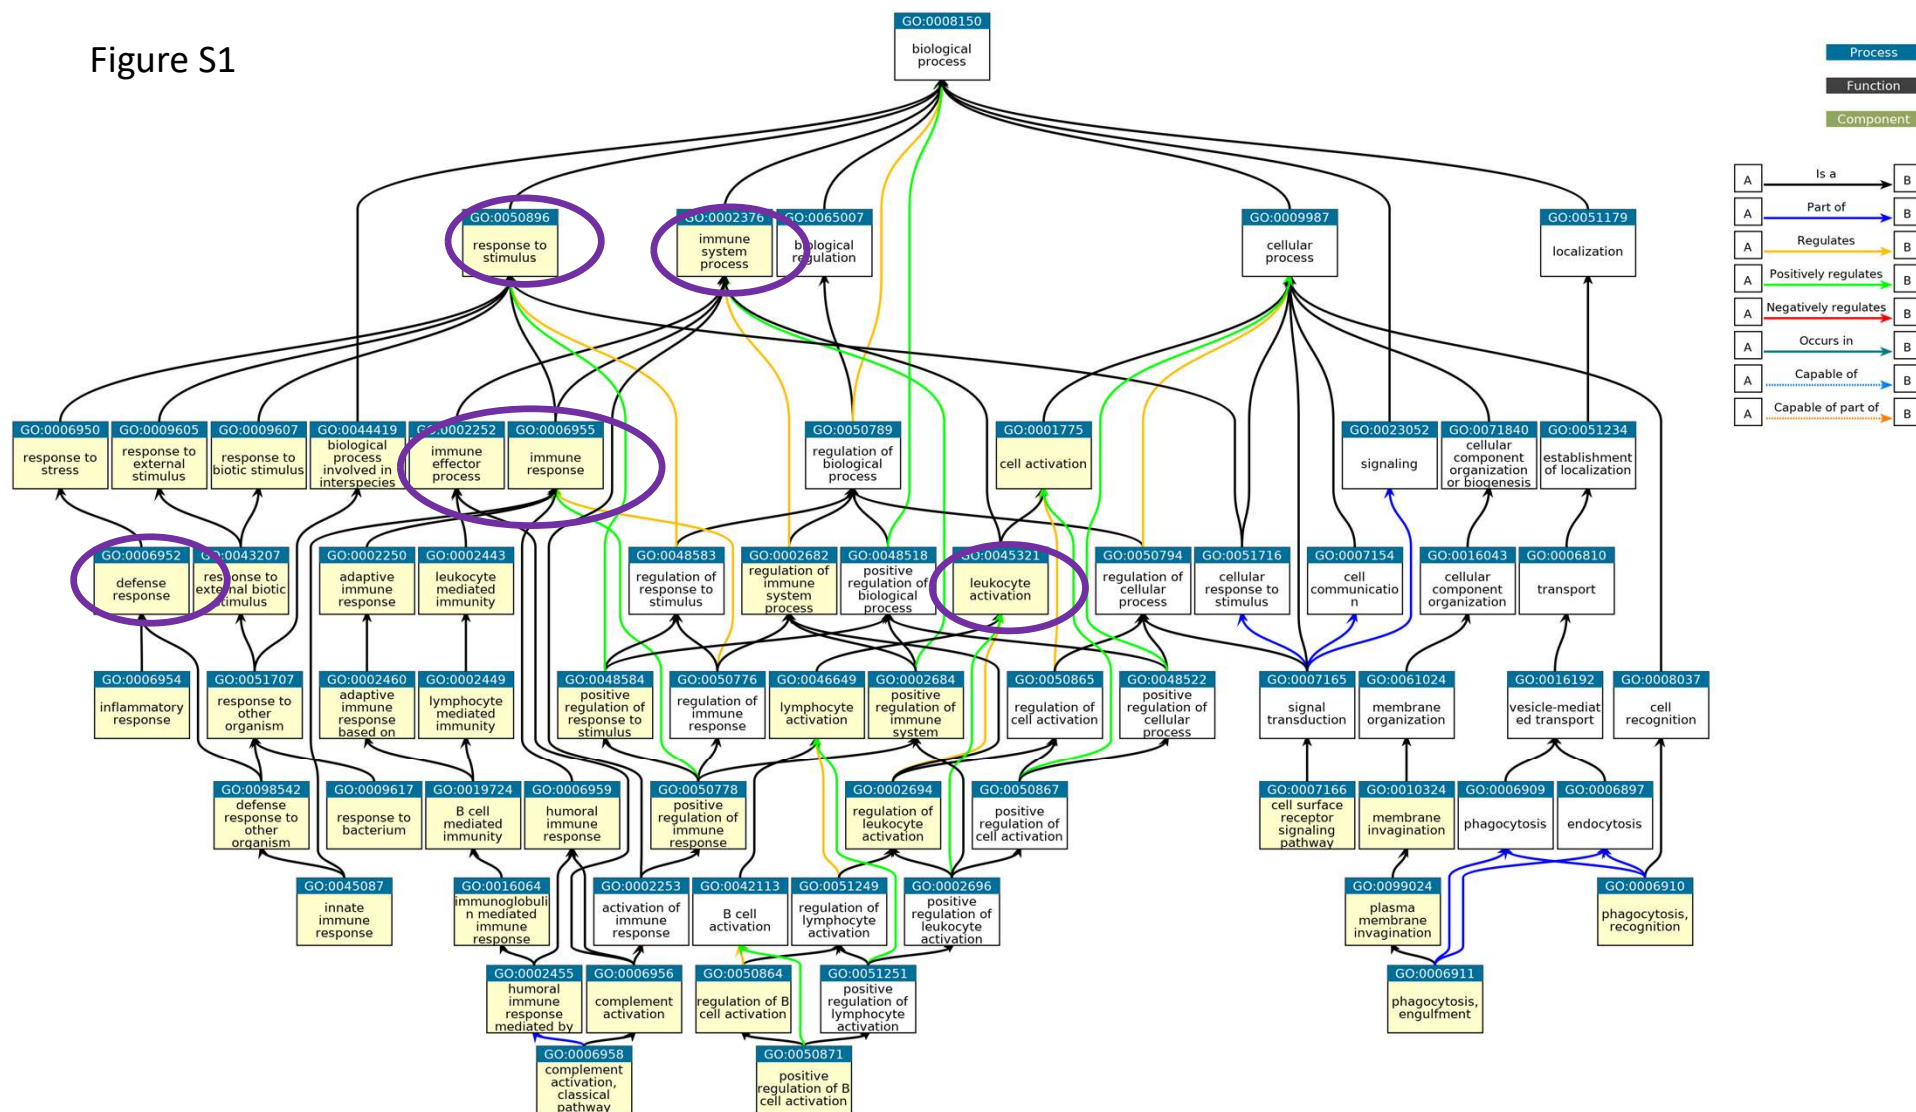 Figure S1
GO:0008150
biological
process
Process
Function
Component
A
Is a
B
A
Part of
B
A
Regulates
B
A
Positively regulates
B
A
Negatively regulates
B
A
Occurs in
B
A
Capable of
B
A
Capable of part of
B
GO:0050896
response to
stimulus
GO:0002376
immune
system
process
GO:0065007
biological
regulation
GO:0009987
cellular
process
GO:0051179
localization
GO:0006950
response to
stress
GO:0009605
response to
external
stimulus
GO:0009607
response to
biotic stimulus
GO:0044419
biological
process
involved in
interspecies
GO:0002252
immune
effector
process
GO:0006955
immune
response
GO:0050789
regulation of
biological
process
GO:0001775
cell activation
GO:0023052
signaling
GO:0071840
cellular
component
organization
or biogenesis
GO:0051234
establishment
of localization
GO:0006952
defense
response
GO:0043207
response to
external biotic
stimulus
GO:0002250
adaptive
immune
response
GO:0002443
leukocyte
mediated
immunity
GO:0048583
regulation of
response to
stimulus
GO:0002682
regulation of
immune
system
process
GO:0048518
positive
regulation of
biological
process
GO:0045321
leukocyte
activation
GO:0050794
regulation of
cellular
process
GO:0051716
cellular
response to
stimulus
GO:0007154
cell
communicatio
n
GO:0016043
cellular
component
organization
GO:0006810
transport
GO:0006954
inflammatory
response
GO:0051707
response to
other
organism
GO:0002460
adaptive
immune
response
based on
GO:0002449
lymphocyte
mediated
immunity
GO:0048584
positive
regulation of
response to
stimulus
GO:0050776
regulation of
immune
response
GO:0046649
lymphocyte
activation
GO:0002684
positive
regulation of
immune
system
GO:0050865
regulation of
cell activation
GO:0048522
positive
regulation of
cellular
process
GO:0007165
signal
transduction
GO:0061024
membrane
organization
GO:0016192
vesicle-mediat
ed transport
GO:0008037
cell
recognition
GO:0098542
defense
response to
other
organism
GO:0009617
response to
bacterium
GO:0019724
B cell
mediated
immunity
GO:0006959
humoral
immune
response
GO:0050778
positive
regulation of
immune
response
GO:0002694
regulation of
leukocyte
activation
GO:0050867
positive
regulation of
cell activation
GO:0007166
cell surface
receptor
signaling
pathway
GO:0010324
membrane
invagination
GO:0006909
phagocytosis
GO:0006897
endocytosis
GO:0045087
innate
immune
response
GO:0016064
immunoglobuli
n mediated
immune
response
GO:0002253
activation of
immune
response
GO:0042113
B cell
activation
GO:0051249
regulation of
lymphocyte
activation
GO:0002696
positive
regulation of
leukocyte
activation
GO:0099024
plasma
membrane
invagination
GO:0006910
phagocytosis,
recognition
GO:0002455
humoral
immune
response
mediated by
GO:0006956
complement
activation
GO:0050864
regulation of B
cell activation
GO:0051251
positive
regulation of
lymphocyte
activation
GO:0006911
phagocytosis,
engulfment
GO:0006958
complement
activation,
classical
pathway
GO:0050871
positive
regulation of B
cell activation